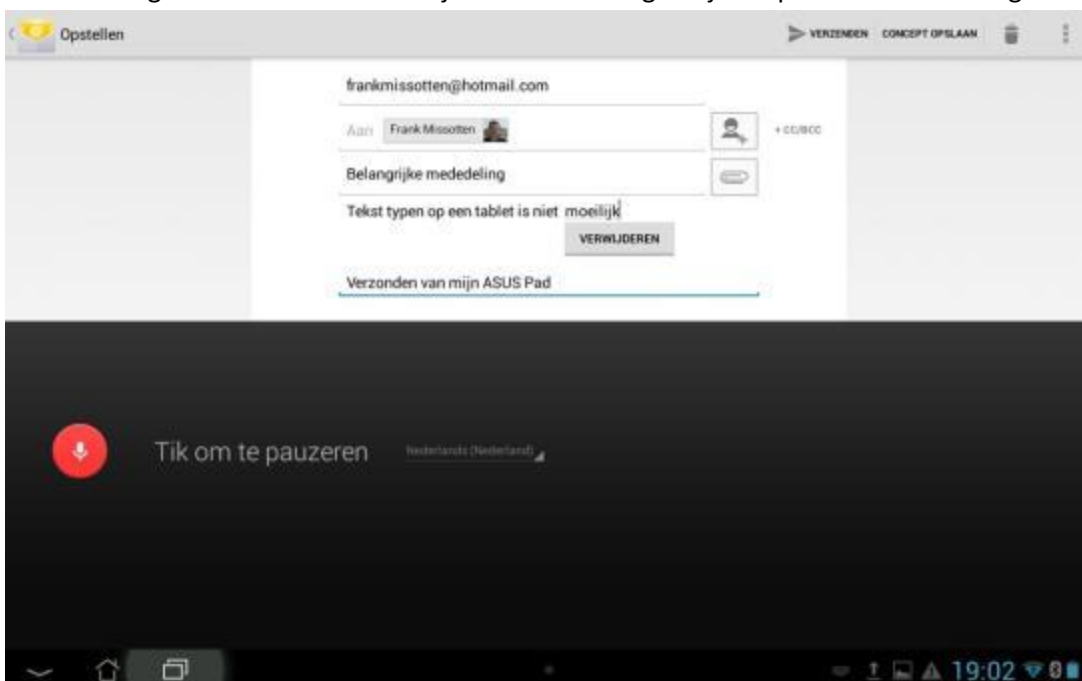 Opstellen
VERZENDEN CONCEPT OPSLAAN
frankmissotten@hotmail.com
Aan Frank Missotten
+ CC/BCC
Belangrijke mededeling
Tekst typen op een tablet is niet moeilijk
VERWIJDEREN
Verzonden van mijn ASUS Pad
Tik om te pauzeren Nederlands (Nederland)
19:02